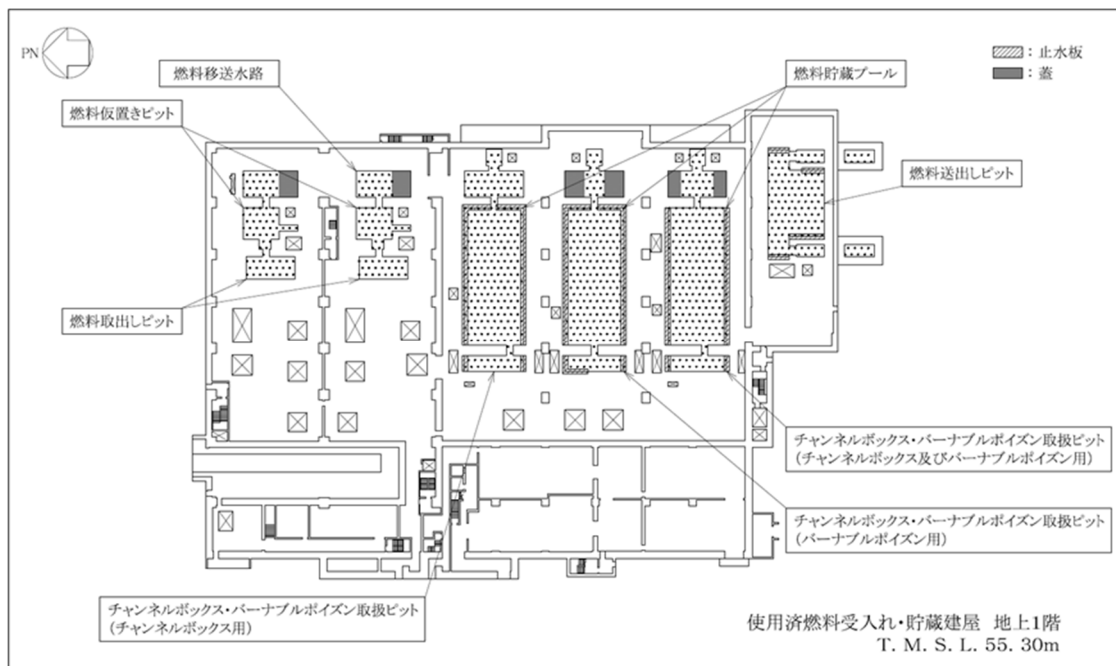 PN
燃料移送水路
燃料貯蔵プール
：止水板
：蓋
燃料仮置きピット
燃料送出しピット
燃料取出しピット
チャンネルボックス・バーナブルポイズン取扱ピット
（チャンネルボックス及びバーナブルポイズン用）
チャンネルボックス・バーナブルポイズン取扱ピット
（バーナブルポイズン用）
チャンネルボックス・バーナブルポイズン取扱ピット
（チャンネルボックス用）
使用済燃料受入れ・貯蔵建屋 地上1階
T. M. S. L. 55. 30m